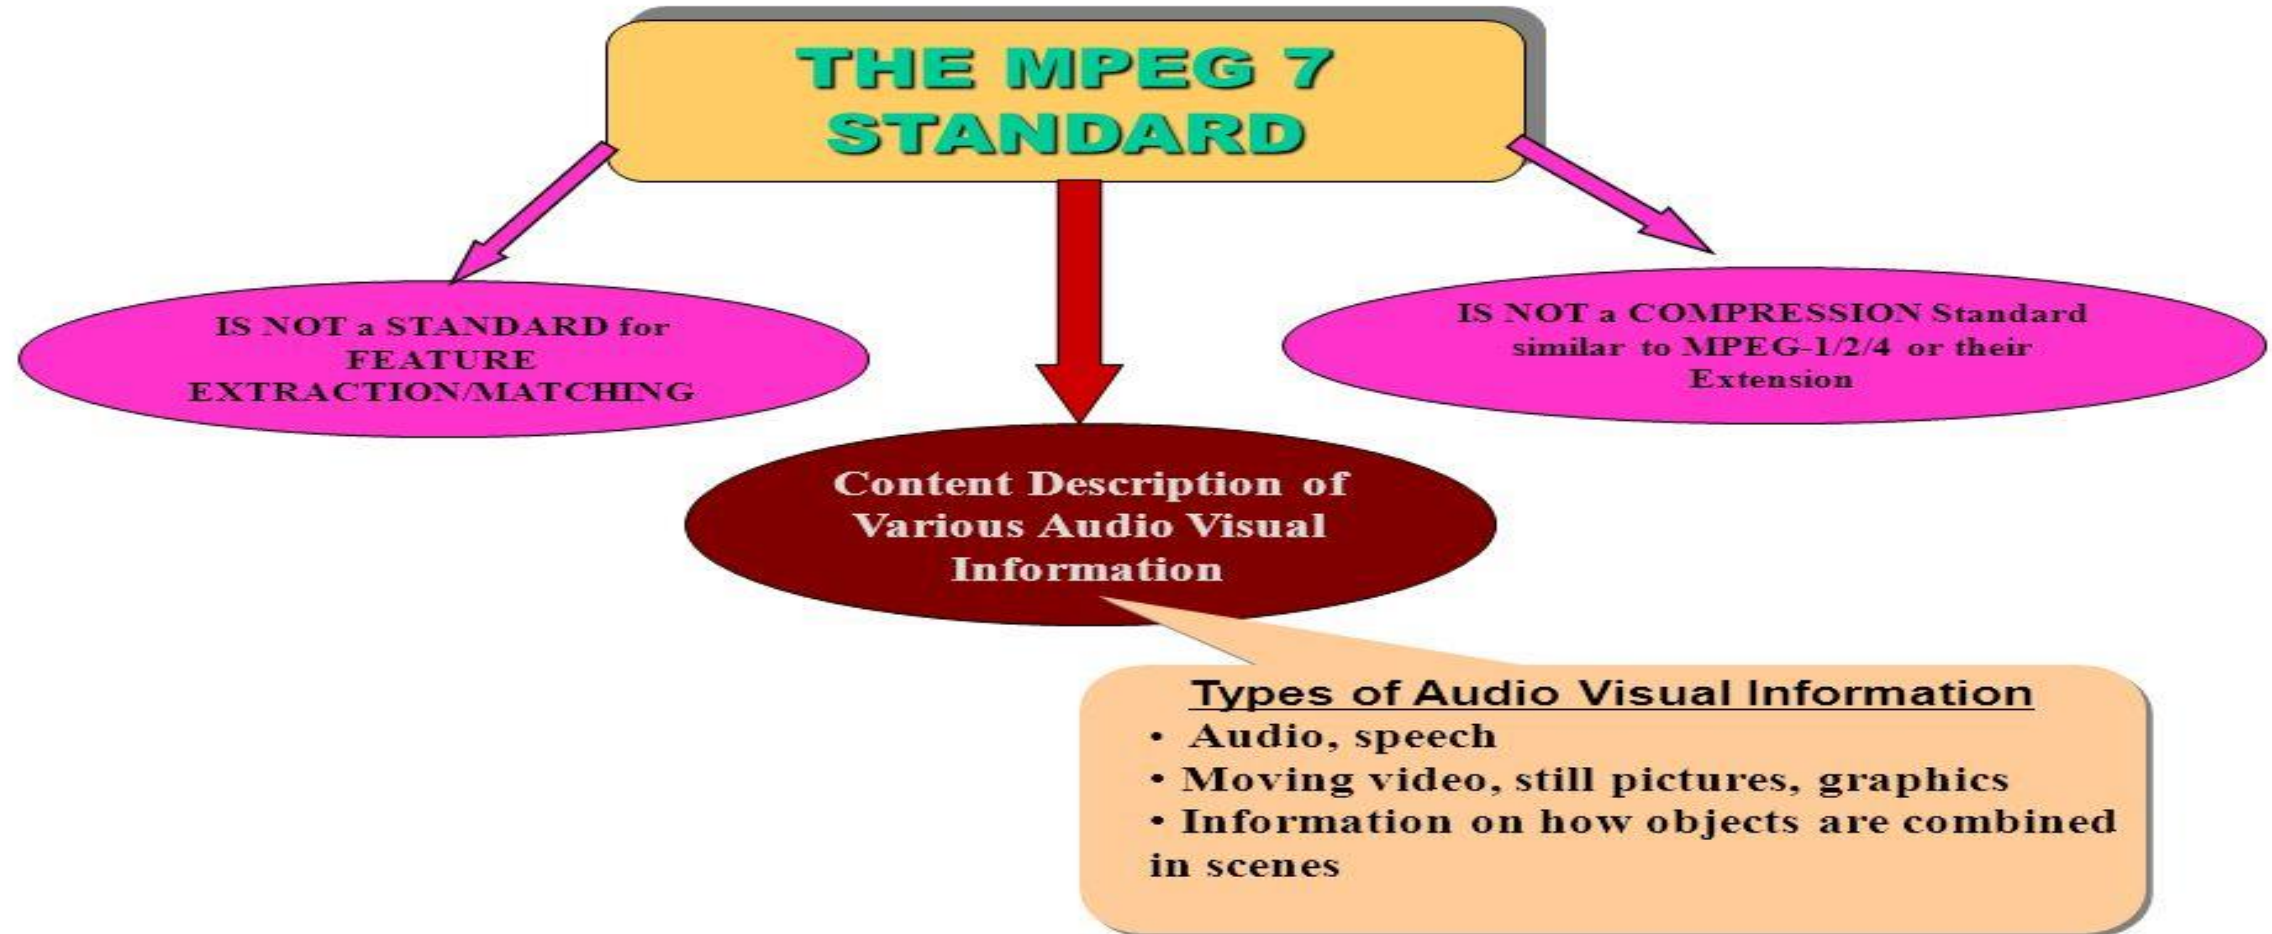 THE MPEG 7
STANDARD
IS NOT a STANDARD for
FEATURE
EXTRACTION/MATCHING
IS NOT a COMPRESSION Standard
similar to MPEG-1/2/4 or their
Extension
Content Description of
Various Audio Visual
Information
Types of Audio Visual Information
• Audio, speech
• Moving video, still pictures, graphics
• Information on how objects are combined
in scenes